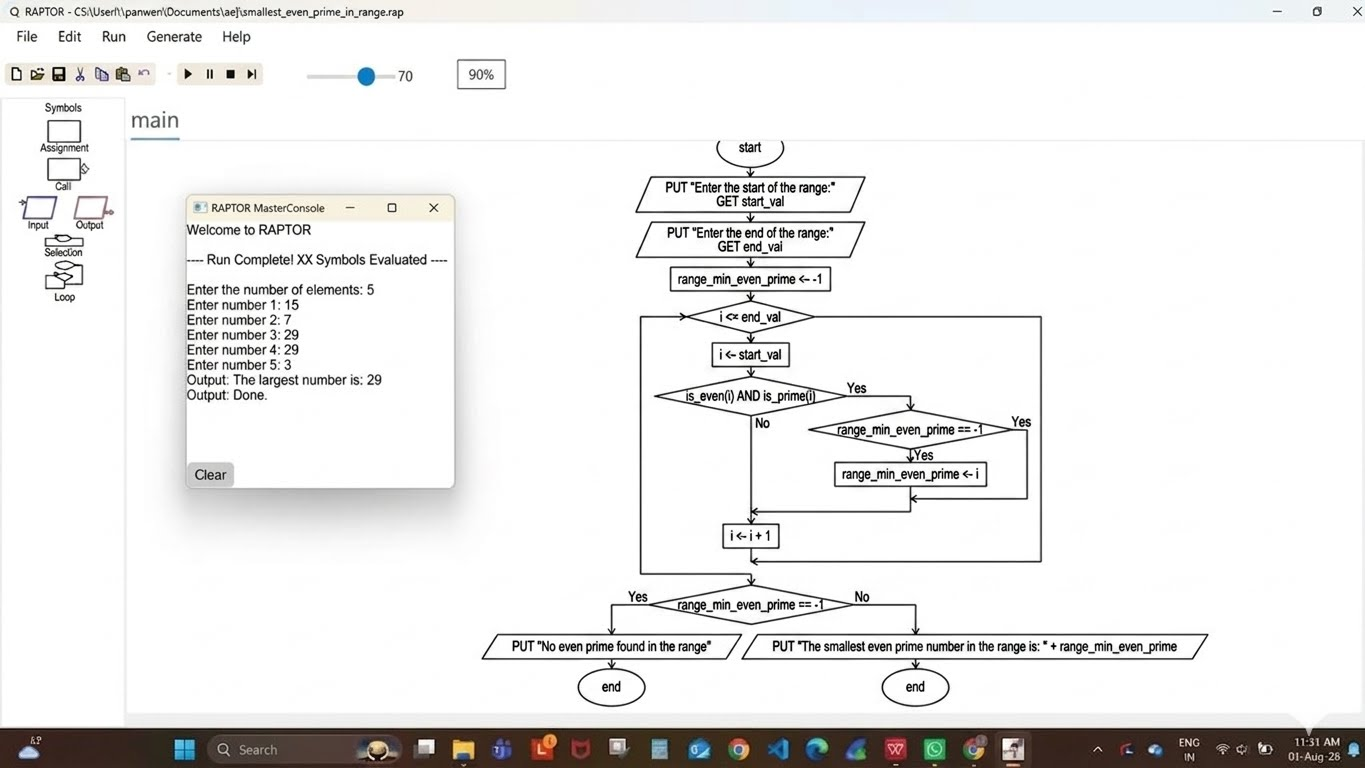 RAPTOR - CS:\\Userl\\panwen\Documents\ae]\smallest_even_prime_in_range.rap
File Edit Run Generate Help
70
90%
Symbols
Assignment
Call
Input Output
Selection
Loop
main
RAPTOR MasterConsole
Welcome to RAPTOR
---- Run Complete! XX Symbols Evaluated ----
Enter the number of elements: 5
Enter number 1: 15
Enter number 2: 7
Enter number 3: 29
Enter number 4: 29
Enter number 5: 3
Output: The largest number is: 29
Output: Done.
Clear
start
PUT "Enter the start of the range:"
GET start_val
PUT "Enter the end of the range:"
GET end_vai
range_min_even_prime <- -1
i <= end_val
i <- start_val
is_even(i) AND is_prime(i)
Yes
No
range_min_even_prime == -1
Yes
Yes
range_min_even_prime <- i
i <- i + 1
range_min_even_prime == -1
Yes
No
PUT "No even prime found in the range"
PUT "The smallest even prime number in the range is: " + range_min_even_prime
end
end
Search
ENG
IN
11:31 AM
01-Aug-28